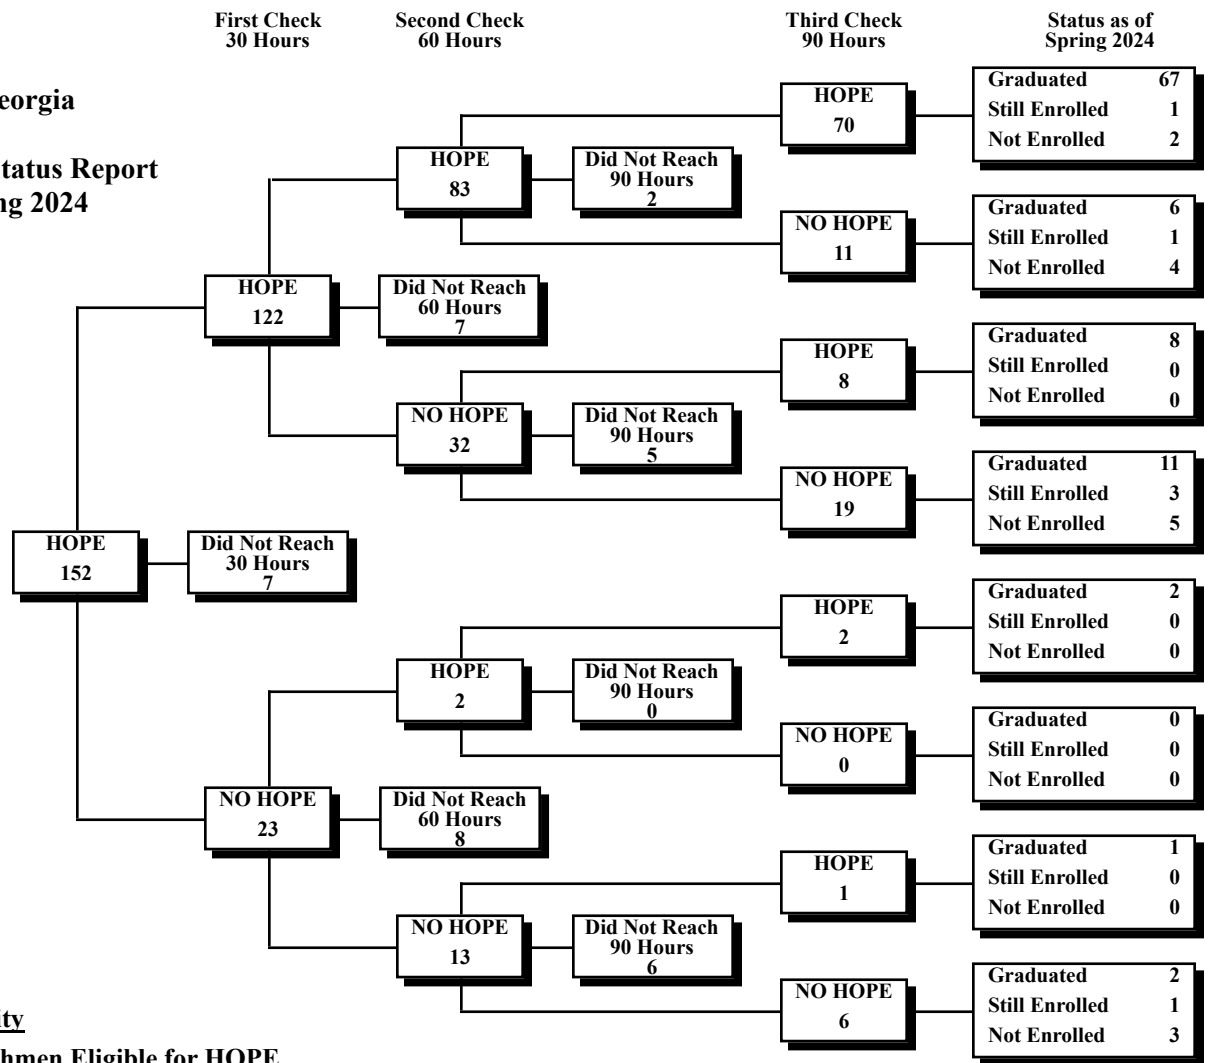 First Check
30 Hours
Second Check
60 Hours
Third Check
90 Hours
Status as of
Spring 2024
eorgia
tatus Report
ng 2024
HOPE
70
Graduated 67
Still Enrolled 1
Not Enrolled 2
HOPE
83
Did Not Reach
90 Hours
2
NO HOPE
11
Graduated 6
Still Enrolled 1
Not Enrolled 4
HOPE
122
Did Not Reach
60 Hours
7
HOPE
8
Graduated 8
Still Enrolled 0
Not Enrolled 0
NO HOPE
32
Did Not Reach
90 Hours
5
NO HOPE
19
Graduated 11
Still Enrolled 3
Not Enrolled 5
HOPE
152
Did Not Reach
30 Hours
7
HOPE
2
Graduated 2
Still Enrolled 0
Not Enrolled 0
HOPE
2
Did Not Reach
90 Hours
0
NO HOPE
0
Graduated 0
Still Enrolled 0
Not Enrolled 0
NO HOPE
23
Did Not Reach
60 Hours
8
HOPE
1
Graduated 1
Still Enrolled 0
Not Enrolled 0
NO HOPE
13
Did Not Reach
90 Hours
6
NO HOPE
6
Graduated 2
Still Enrolled 1
Not Enrolled 3
ity
hmen Eligible for HOPE